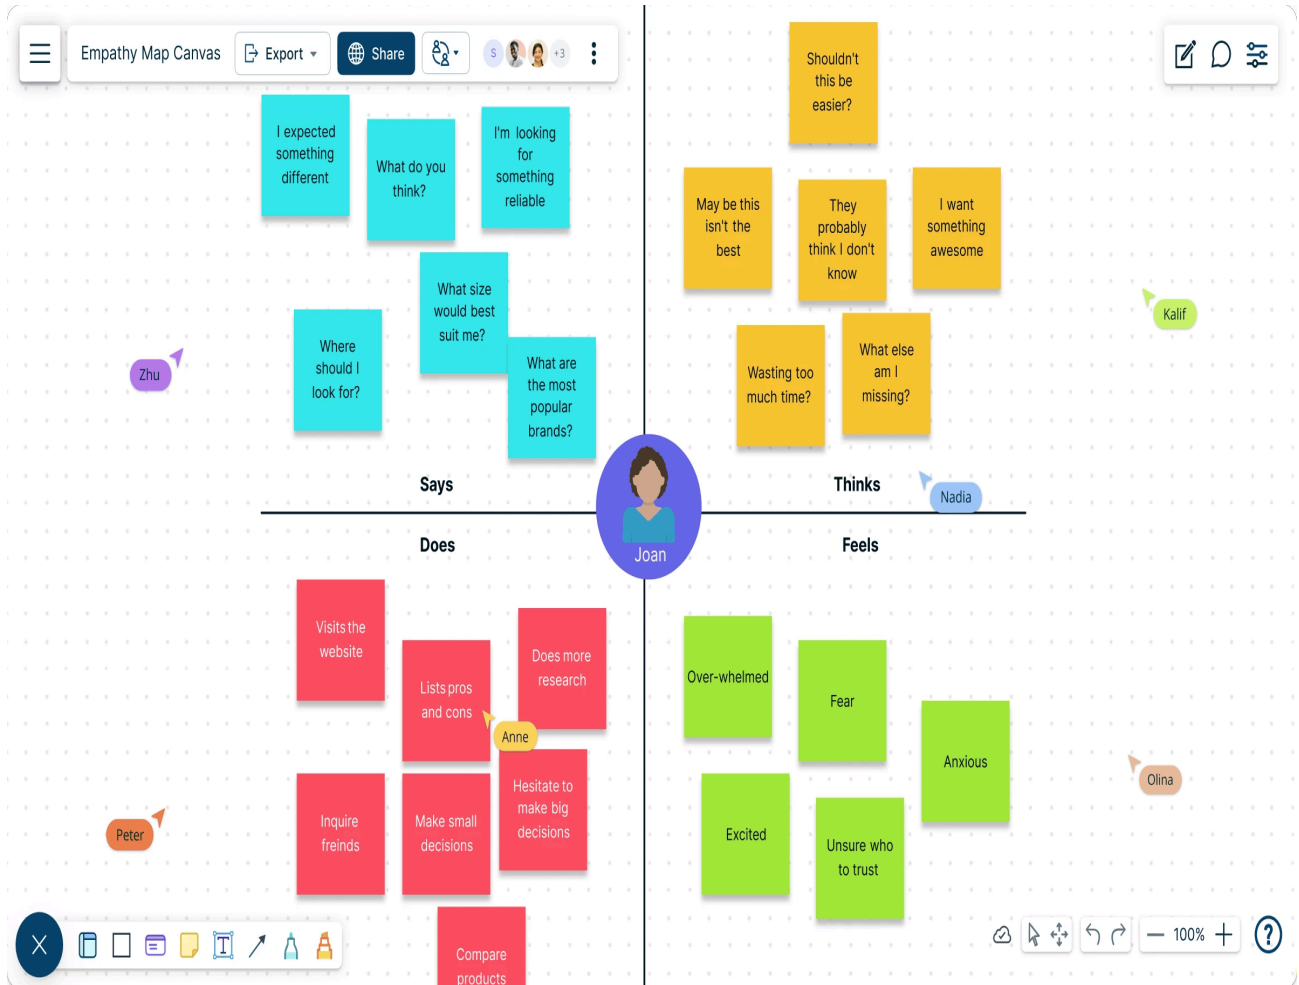 Empathy Map Canvas
Export
Share
S
+3
I expected
something
different
What do you
think?
I'm looking
for
something
reliable
What size
would best
suit me?
Where
should I
look for?
What are
the most
popular
brands?
Zhu
Says
Shouldn't
this be
easier?
May be this
isn't the
best
They
probably
think I don't
know
I want
something
awesome
Wasting too
much time?
What else
am I
missing?
Kalif
Thinks
Nadia
Joan
Does
Visits the
website
Lists pros
and cons
Does more
research
Anne
Inquire
freinds
Make small
decisions
Hesitate to
make big
decisions
Peter
Compare
products
Feels
Over-whelmed
Fear
Anxious
Excited
Unsure who
to trust
Olina
T
100%
?